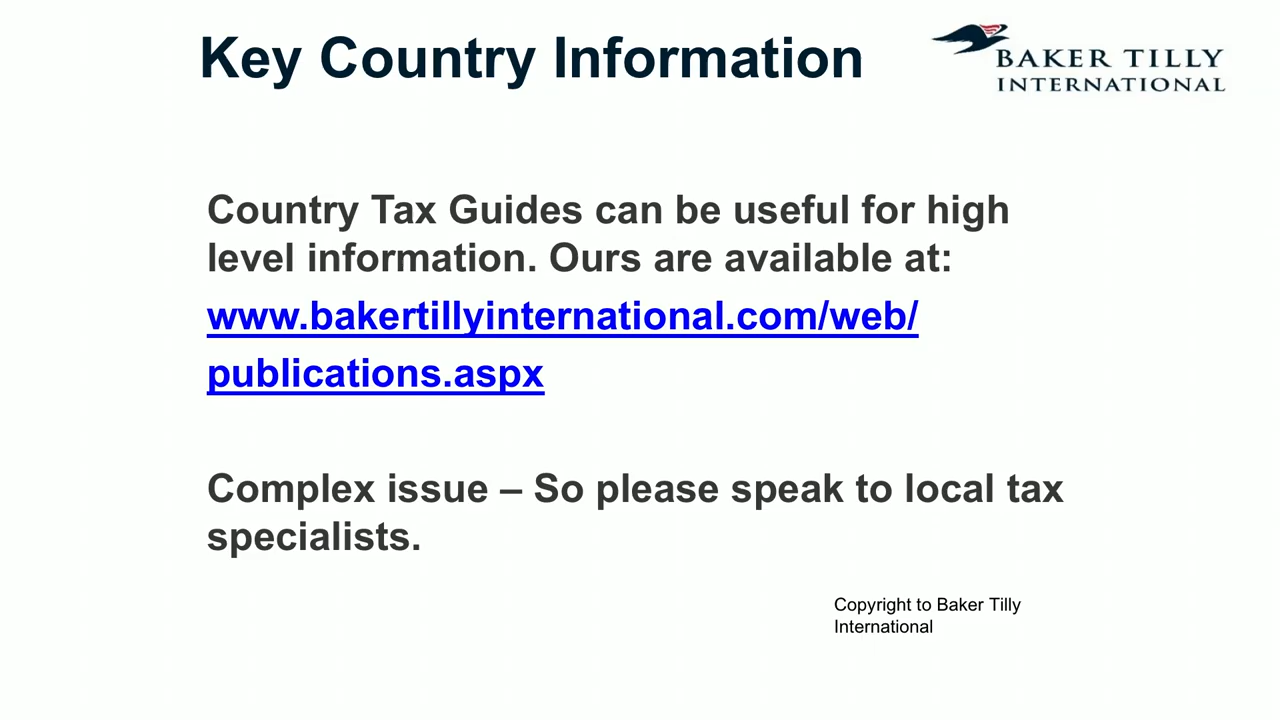 Key Country Information
BAKER TILLY
INTERNATIONAL
Country Tax Guides can be useful for high
level information. Ours are available at:
www.bakertillyinternational.com/web/
publications.aspx
Complex issue – So please speak to local tax
specialists.
Copyright to Baker Tilly
International